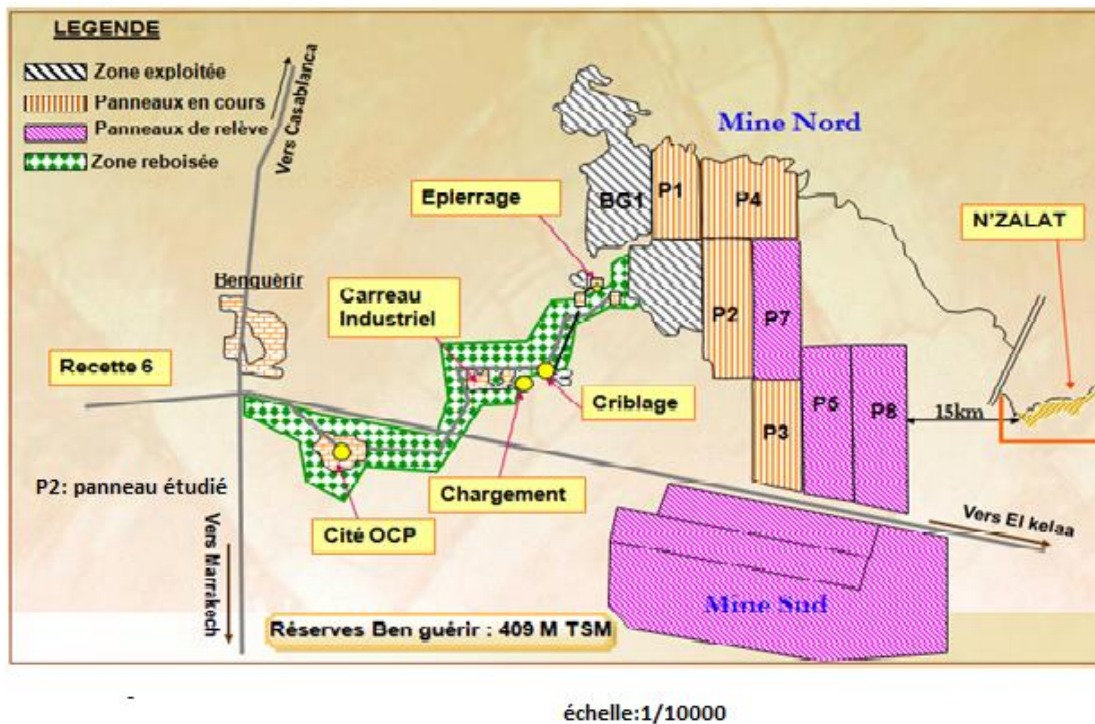 LEGENDE
Zone exploitée
Panneaux en cours
Panneaux de relève
Zone reboisée
Vers Casablanca
Mine Nord
Epierrage
BG1
P1
P4
N'ZALAT
Benguèrir
Carreau
Industriel
P2
P7
Recette 6
Criblage
P3
P5
P8
15km
P2: panneau étudié
Chargement
Cité OCP
Vers El kelaa
Vers Marrakech
Mine Sud
Réserves Ben guérir : 409 M TSM
-
échelle:1/10000